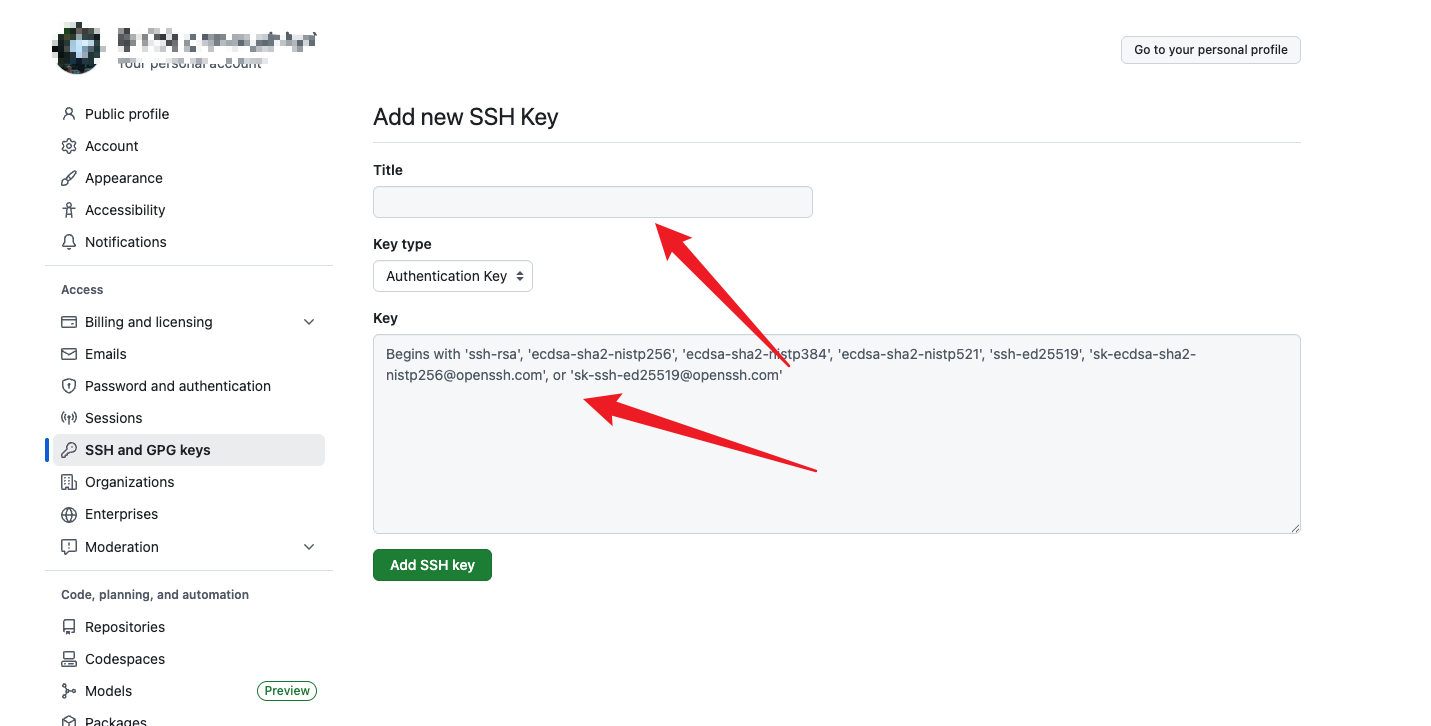 Your personal account
Go to your personal profile
Public profile
Account
Appearance
Accessibility
Notifications
Access
Billing and licensing
Emails
Password and authentication
Sessions
SSH and GPG keys
Organizations
Enterprises
Moderation
Code, planning, and automation
Repositories
Codespaces
Models
Preview
Packages
Add new SSH Key
Title
Key type
Authentication Key
Key
Begins with 'ssh-rsa', 'ecdsa-sha2-nistp256', 'ecdsa-sha2-nistp384', 'ecdsa-sha2-nistp521', 'ssh-ed25519', 'sk-ecdsa-sha2-
nistp256@openssh.com', or 'sk-ssh-ed25519@openssh.com'
Add SSH key